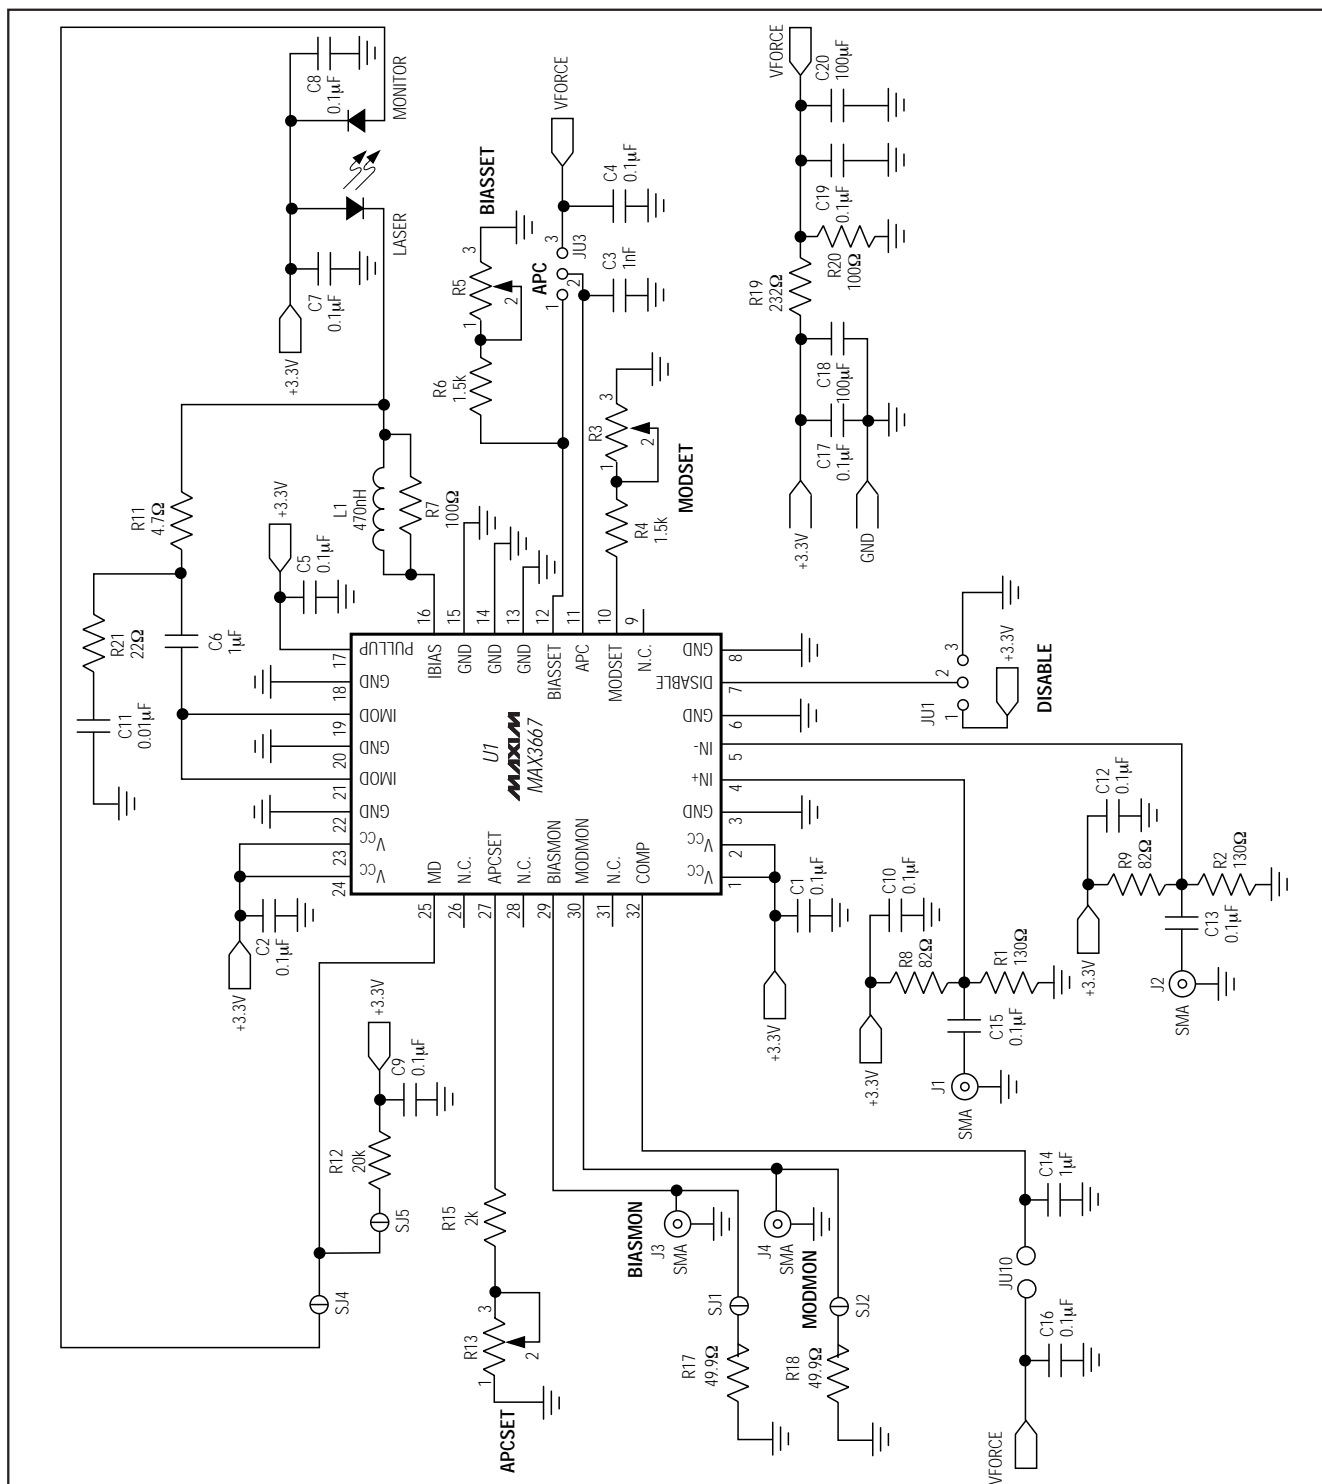 C8
0.1µF
MONITOR
LASER
C7
0.1µF
+3.3V
R11
4.7Ω
R21
22Ω
C6
1µF
C11
0.01µF
+3.3V
C5
0.1µF
L1
470nH
R7
100Ω
BIASSET
R5
1
2
3
R6
1.5k
VFORCE
C4
0.1µF
APC
JU3
1
2
3
C3
1nF
R3
1
2
3
MODSET
R4
1.5k
VFORCE
C20
100µF
C19
0.1µF
R20
100Ω
R19
232Ω
C18
100µF
C17
0.1µF
+3.3V
GND
U1
MAXIM
MAX3667
17 PULLUP
18 GND
19 IMOD
20 GND
21 IMOD
22 GND
23 VCC
24 VCC
16 IBIAS
15 GND
14 GND
13 GND
12 BIASSET
11 APC
10 MODSET
9 N.C.
8 GND
7 DISABLE
6 GND
5 IN-
4 IN+
3 GND
2 VCC
1 VCC
25 MD
26 N.C.
27 APCSET
28 N.C.
29 BIASMON
30 MODMON
31 N.C.
32 COMP
JU1
1
2
3
+3.3V
DISABLE
+3.3V
C2
0.1µF
+3.3V
C9
0.1µF
R12
20k
SJ5
SJ4
R15
2k
R13
1
2
3
APCSET
+3.3V
C1
0.1µF
+3.3V
C10
0.1µF
R8
82Ω
R1
130Ω
C15
0.1µF
J1
SMA
+3.3V
C12
0.1µF
R9
82Ω
R2
130Ω
C13
0.1µF
J2
SMA
BIASMON
J3
SMA
SJ1
R17
49.9Ω
MODMON
J4
SMA
SJ2
R18
49.9Ω
C14
1µF
JU10
C16
0.1µF
VFORCE